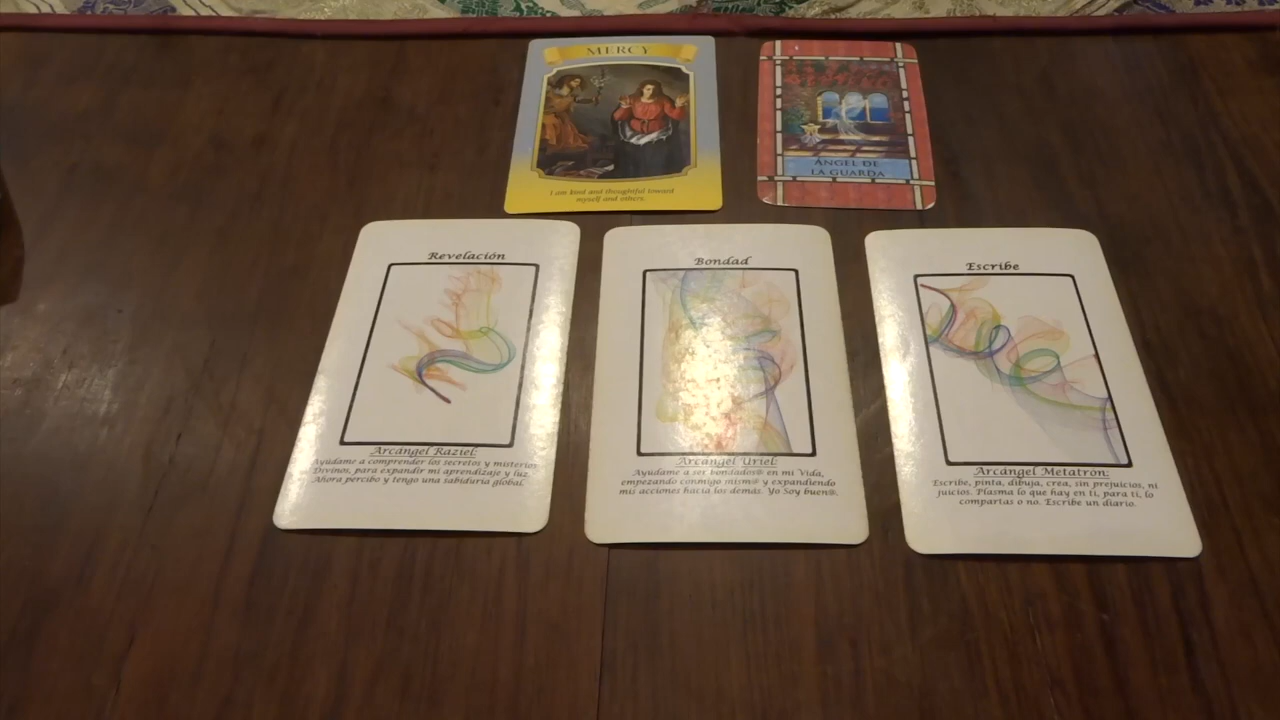 MERCY
I am kind and thoughtful toward
myself and others.
ÁNGEL DE
LA GUARDA
Revelación
Arcángel Raziel:
Ayúdame a comprender los secretos y misterios
Divinos, para expandir mi aprendizaje y luz.
Ahora percibo y tengo una sabiduría global.
Bondad
Arcángel Uriel:
Ayúdame a ser bondados@ en mi Vida,
empezando conmigo mism@ y expandiendo
mis acciones hacia los demás. Yo Soy buen@.
Escribe
Arcángel Metatrón:
Escribe, pinta, dibuja, crea, sin prejuicios, ni
juicios. Plasma lo que hay en ti, para ti, lo
compartas o no. Escribe un diario.